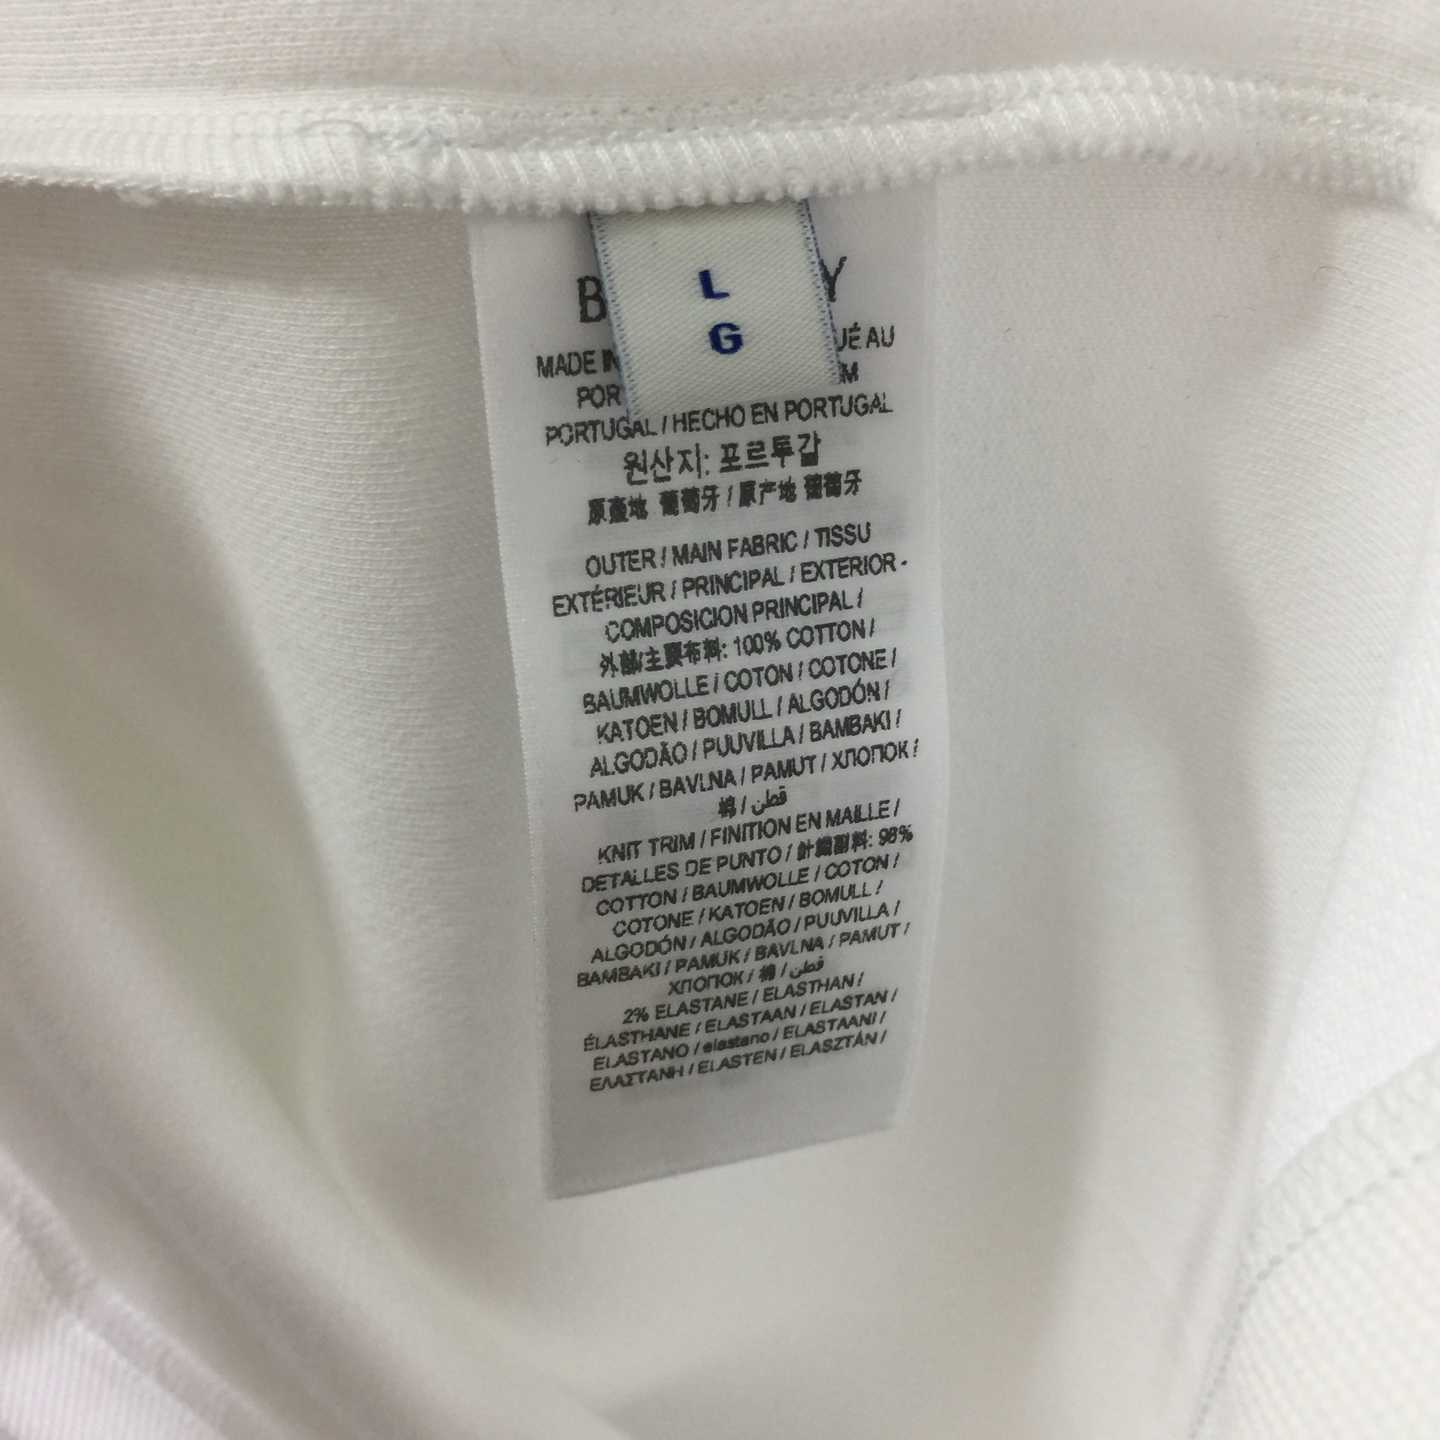 L
G
B Y
MADE IN UÉ AU
POR M
PORTUGAL / HECHO EN PORTUGAL
원산지: 포르투갈
原產地 葡萄牙 / 原产地 葡萄牙
OUTER / MAIN FABRIC / TISSU
EXTÉRIEUR / PRINCIPAL / EXTERIOR -
COMPOSICION PRINCIPAL /
外部/主要布料: 100% COTTON /
BAUMWOLLE / COTON / COTONE /
KATOEN / BOMULL / ALGODÓN /
ALGODÃO / PUUVILLA / BAMBAKI /
PAMUK / BAVLNA / PAMUT / ХЛОПОК /
棉 / قطن
KNIT TRIM / FINITION EN MAILLE /
DETALLES DE PUNTO / 針織副料: 98%
COTTON / BAUMWOLLE / COTON /
COTONE / KATOEN / BOMULL /
ALGODÓN / ALGODÃO / PUUVILLA /
BAMBAKI / PAMUK / BAVLNA / PAMUT /
ХЛОПОК / 棉 / قطن
2% ELASTANE / ELASTHAN /
ÉLASTHANE / ELASTAAN / ELASTAN /
ELASTANO / elastano / ELASTAANI /
ΕΛΑΣΤΑΝΗ / ELASTEN / ELASZTÁN /